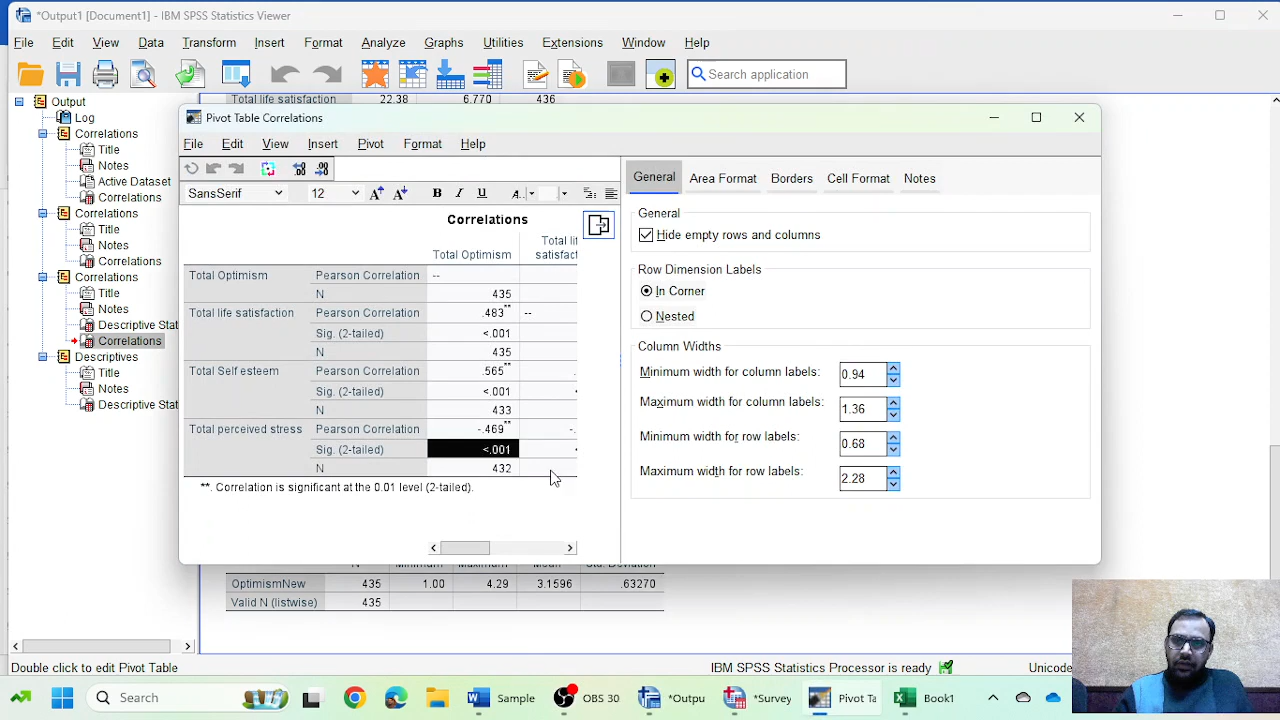 *Output1 [Document1] - IBM SPSS Statistics Viewer
File Edit View Data Transform Insert Format Analyze Graphs Utilities Extensions Window Help
Search application
Output
Log
Correlations
Title
Notes
Active Dataset
Correlations
Correlations
Title
Notes
Correlations
Correlations
Title
Notes
Descriptive Stat
Correlations
Descriptives
Title
Notes
Descriptive Stat
Total life satisfaction 22.38 6.770 436
Pivot Table Correlations
File Edit View Insert Pivot Format Help
SansSerif 12 B I U A..
Correlations
Total Optimism Total lif
satisfact
Total Optimism Pearson Correlation --
N 435
Total life satisfaction Pearson Correlation .483** --
Sig. (2-tailed) <.001
N 435
Total Self esteem Pearson Correlation .565** .
Sig. (2-tailed) <.001 <
N 433
Total perceived stress Pearson Correlation -.469** -.
Sig. (2-tailed) <.001 <
N 432
**. Correlation is significant at the 0.01 level (2-tailed).
General Area Format Borders Cell Format Notes
General
Hide empty rows and columns
Row Dimension Labels
In Corner
Nested
Column Widths
Minimum width for column labels: 0.94
Maximum width for column labels: 1.36
Minimum width for row labels: 0.68
Maximum width for row labels: 2.28
N Minimum Maximum Mean Std. Deviation
OptimismNew 435 1.00 4.29 3.1596 .63270
Valid N (listwise) 435
Double click to edit Pivot Table IBM SPSS Statistics Processor is ready Unicode
Search Sample OBS 30 *Outpu *Survey Pivot Ta Book1